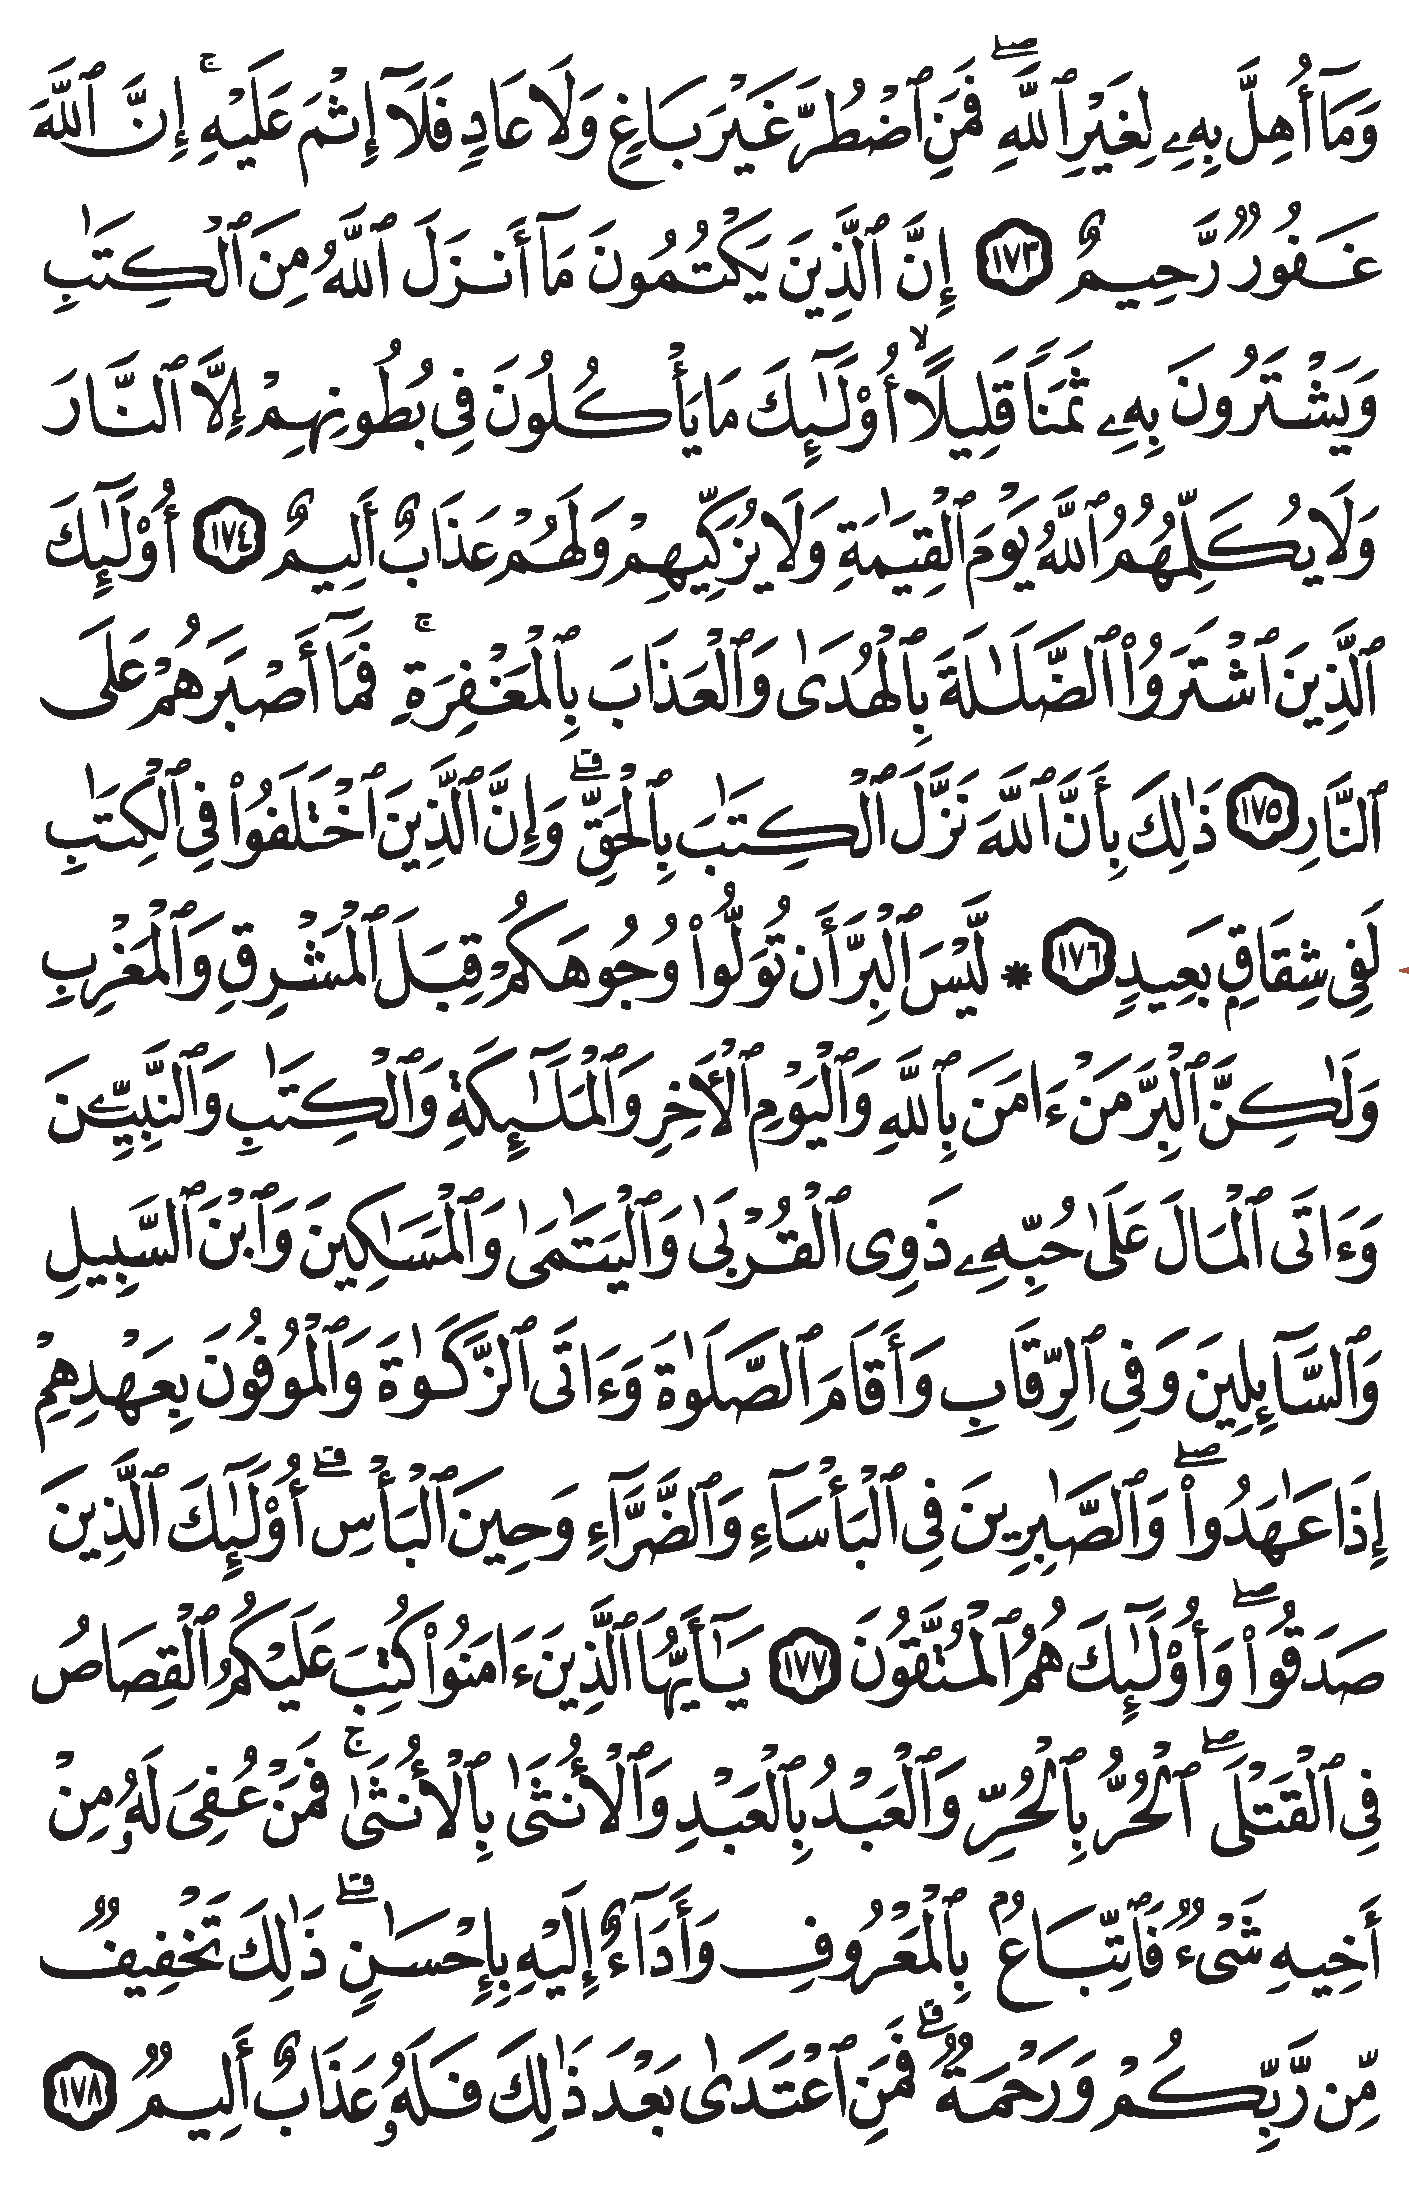 وَمَآ أُهِلَّ بِهِۦ لِغَيْرِ ٱللَّهِۖ فَمَنِ ٱضْطُرَّ غَيْرَ بَاغٍ وَلَا عَادٍ فَلَآ إِثْمَ عَلَيْهِۚ إِنَّ ٱللَّهَ
غَفُورٌ رَّحِيمٌ ١٧٣ إِنَّ ٱلَّذِينَ يَكْتُمُونَ مَآ أَنزَلَ ٱللَّهُ مِنَ ٱلْكِتَٰبِ
وَيَشْتَرُونَ بِهِۦ ثَمَنًا قَلِيلًاۙ أُو۟لَٰٓئِكَ مَا يَأْكُلُونَ فِى بُطُونِهِمْ إِلَّا ٱلنَّارَ
وَلَا يُكَلِّمُهُمُ ٱللَّهُ يَوْمَ ٱلْقِيَٰمَةِ وَلَا يُزَكِّيهِمْ وَلَهُمْ عَذَابٌ أَلِيمٌ ١٧٤ أُو۟لَٰٓئِكَ
ٱلَّذِينَ ٱشْتَرَوُا۟ ٱلضَّلَٰلَةَ بِٱلْهُدَىٰ وَٱلْعَذَابَ بِٱلْمَغْفِرَةِۚ فَمَآ أَصْبَرَهُمْ عَلَى
ٱلنَّارِ ١٧٥ ذَٰلِكَ بِأَنَّ ٱللَّهَ نَزَّلَ ٱلْكِتَٰبَ بِٱلْحَقِّۗ وَإِنَّ ٱلَّذِينَ ٱخْتَلَفُوا۟ فِى ٱلْكِتَٰبِ
لَفِى شِقَاقٍۭ بَعِيدٍ ١٧٦ * لَّيْسَ ٱلْبِرَّ أَن تُوَلُّوا۟ وُجُوهَكُمْ قِبَلَ ٱلْمَشْرِقِ وَٱلْمَغْرِبِ
وَلَٰكِنَّ ٱلْبِرَّ مَنْ ءَامَنَ بِٱللَّهِ وَٱلْيَوْمِ ٱلْأَخِرِ وَٱلْمَلَٰٓئِكَةِ وَٱلْكِتَٰبِ وَٱلنَّبِيِّۦنَ
وَءَاتَى ٱلْمَالَ عَلَىٰ حُبِّهِۦ ذَوِى ٱلْقُرْبَىٰ وَٱلْيَتَٰمَىٰ وَٱلْمَسَٰكِينَ وَٱبْنَ ٱلسَّبِيلِ
وَٱلسَّآئِلِينَ وَفِى ٱلرِّقَابِ وَأَقَامَ ٱلصَّلَوٰةَ وَءَاتَى ٱلزَّكَوٰةَ وَٱلْمُوفُونَ بِعَهْدِهِمْ
إِذَا عَٰهَدُوا۟ۖ وَٱلصَّٰبِرِينَ فِى ٱلْبَأْسَآءِ وَٱلضَّرَّآءِ وَحِينَ ٱلْبَأْسِۗ أُو۟لَٰٓئِكَ ٱلَّذِينَ
صَدَقُوا۟ۖ وَأُو۟لَٰٓئِكَ هُمُ ٱلْمُتَّقُونَ ١٧٧ يَٰٓأَيُّهَا ٱلَّذِينَ ءَامَنُوا۟ كُتِبَ عَلَيْكُمُ ٱلْقِصَاصُ
فِى ٱلْقَتْلَىۖ ٱلْحُرُّ بِٱلْحُرِّ وَٱلْعَبْدُ بِٱلْعَبْدِ وَٱلْأُنثَىٰ بِٱلْأُنثَىٰۚ فَمَنْ عُفِىَ لَهُۥ مِنْ
أَخِيهِ شَىْءٌ فَٱتِّبَاعٌۢ بِٱلْمَعْرُوفِ وَأَدَآءٌ إِلَيْهِ بِإِحْسَٰنٍۗ ذَٰلِكَ تَخْفِيفٌ
مِّن رَّبِّكُمْ وَرَحْمَةٌۗ فَمَنِ ٱعْتَدَىٰ بَعْدَ ذَٰلِكَ فَلَهُۥ عَذَابٌ أَلِيمٌ ١٧٨